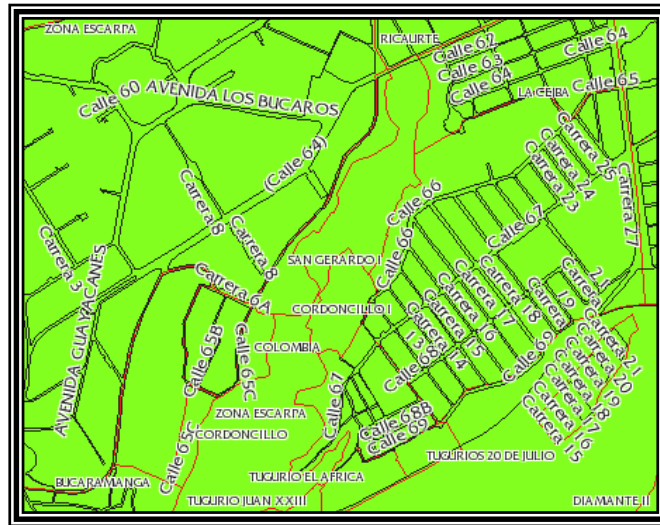 ZONA ESCARPA
RICAURTE
Calle 62
Calle 63
Calle 64
Calle 64
Calle 60
AVENIDA LOS BUCAROS
LA CEIBA
Calle 65
(Calle 64)
Carrera 25
Carrera 24
Carrera 23
Carrera 27
Carrera 8
Carrera 8
Calle 66
Calle 66
Calle 67
Carrera 3
AVENIDA GUAYACANES
SAN GERARDO I
Carrera 6A
CORDONCILLO I
Carrera 18
Carrera 17
Carrera 16
Carrera 15
Carrera 14
Carrera 13
Carrera 19
Carrera 21
Calle 65B
Calle 65C
COLOMBIA
Calle 68
Calle 69
Carrera 21
Carrera 20
Carrera 19
Carrera 18
Carrera 17
Carrera 16
Carrera 15
Calle 67
ZONA ESCARPA
CORDONCILLO
Calle 68B
Calle 69
Calle 65C
TUGURIOS 20 DE JULIO
BUCARAMANGA
TUGURIO EL AFRICA
TUGURIO JUAN XXIII
DIAMANTE II